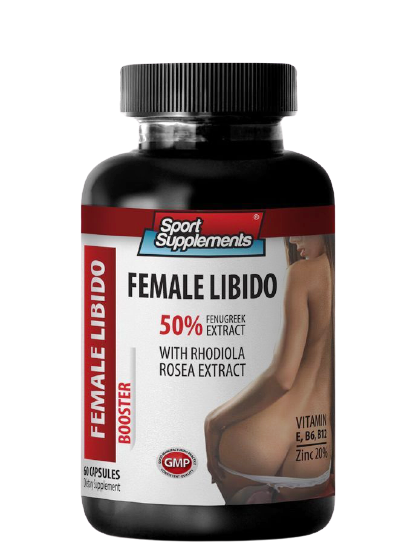 Sport
Supplements®
FEMALE LIBIDO
50% FENUGREEK
EXTRACT
WITH RHODIOLA
ROSEA EXTRACT
FEMALE LIBIDO
BOOSTER
60 CAPSULES
Dietary Supplement
GMP
VITAMIN
E, B6, B12
Zinc 20%